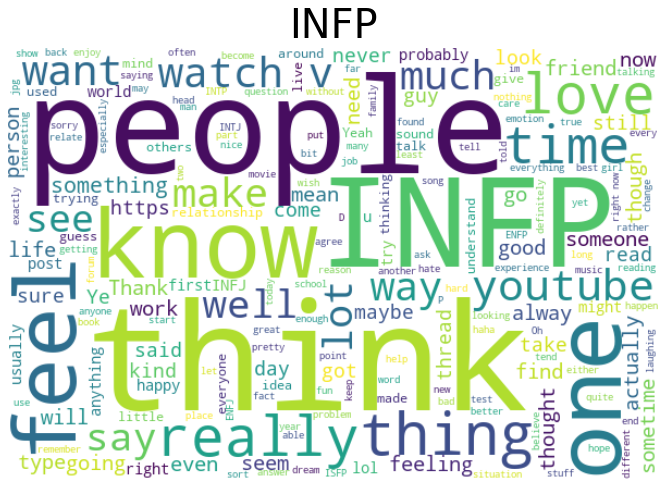 INFP
show
back
enjoy
often
become
around
never
probably
look
give
im
now
want
watch v
much
love
saying
mind
friend
far
talking
jpg
may
INTP
question
without
live
need
guy
nothing
care
still
used
world
head
man
family
emotion
true
every
interesting
especially
people
time
person
sorry
relate
others
INTJ
part
nice
put
bit
found
many
job
Yeah
sound
talk
tell
told
least
everything
best
girl
trying
two
movie
wish
song
definitely
yet
right now
change
though
exactly
something
make
mean
thinking
ENFP
rather
see
https
relationship
come
D
u
go
understand
good
someone
guess
know
INFP
agree
try
ask
hate
experience
long
music
read
life
getting
forum
reason
another
reading
happen
post
Thank
first
INFJ
today
school
way
youtube
sure
Ye
anyone
book
work
well
lot
maybe
P
hard
looking
alway
might
feel
think
start
great
enough
haha
Oh
take
usually
said
pretty
point
help
thread
tend
either
laughing
anything
kind
day
got
find
actually
happy
everyone
idea
fun
keep
word
test
quite
one
use
let
fact
made
new
bad
better
will
little
place
ENFJ
problem
thought
believe
hope
sometime
say
really
thing
year
end
remember
able
different
typegoing
right
even
seem
feeling
situation
stuff
sort
answer
dream
ISFP
lol